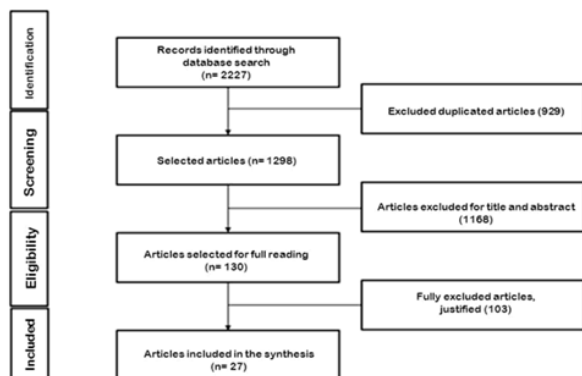 Identification
Records identified through
database search
(n= 2227)
Excluded duplicated articles (929)
Screening
Selected articles (n= 1298)
Articles excluded for title and abstract
(1168)
Eligibility
Articles selected for full reading
(n= 130)
Fully excluded articles,
justified (103)
Included
Articles included in the synthesis
n= 27)